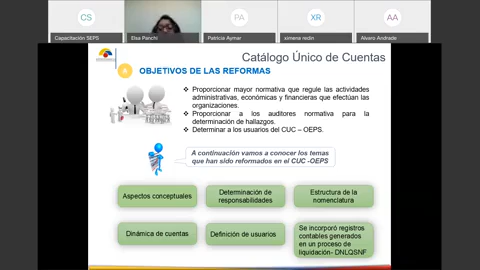 CS
PA
XR
AA
Capacitación SEPS
Elsa Panchi
Patricia Aymar
ximena redin
Alvaro Andrade
Catálogo Único de Cuentas
OBJETIVOS DE LAS REFORMAS
❖ Proporcionar mayor normativa que regule las actividades
administrativas, económicas y financieras que efectúan las
organizaciones.
❖ Proporcionar a los auditores normativa para la
determinación de hallazgos.
❖ Determinar a los usuarios del CUC – OEPS.
A continuación vamos a conocer los temas
que han sido reformados en el CUC -OEPS
Aspectos conceptuales
Determinación de
responsabilidades
Estructura de la
nomenclatura
Dinámica de cuentas
Definición de usuarios
Se incorporó registros
contables generados
en un proceso de
liquidación- DNLQSNF